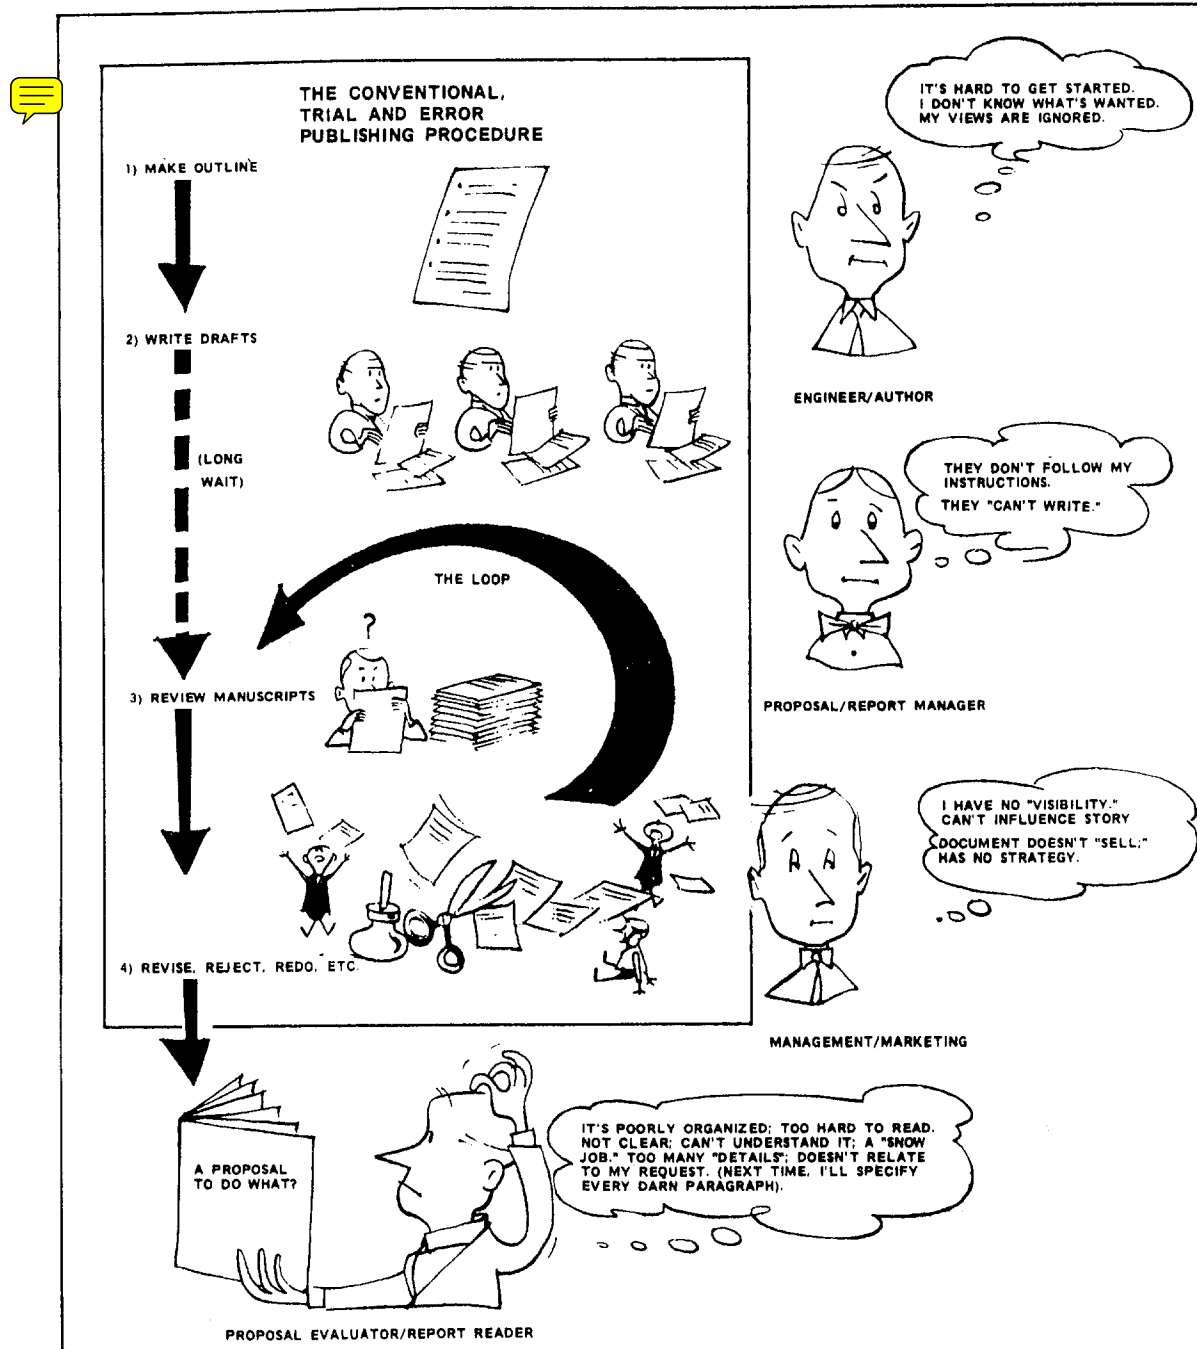 THE CONVENTIONAL,
TRIAL AND ERROR
PUBLISHING PROCEDURE
1) MAKE OUTLINE
2) WRITE DRAFTS
(LONG
WAIT)
THE LOOP
?
3) REVIEW MANUSCRIPTS
4) REVISE, REJECT, REDO, ETC.
IT'S HARD TO GET STARTED.
I DON'T KNOW WHAT'S WANTED.
MY VIEWS ARE IGNORED.
ENGINEER/AUTHOR
THEY DON'T FOLLOW MY
INSTRUCTIONS.
THEY "CAN'T WRITE."
PROPOSAL/REPORT MANAGER
I HAVE NO "VISIBILITY."
CAN'T INFLUENCE STORY
DOCUMENT DOESN'T "SELL;"
HAS NO STRATEGY.
MANAGEMENT/MARKETING
A PROPOSAL
TO DO WHAT?
IT'S POORLY ORGANIZED; TOO HARD TO READ.
NOT CLEAR; CAN'T UNDERSTAND IT; A "SNOW
JOB." TOO MANY "DETAILS"; DOESN'T RELATE
TO MY REQUEST. (NEXT TIME, I'LL SPECIFY
EVERY DARN PARAGRAPH).
PROPOSAL EVALUATOR/REPORT READER